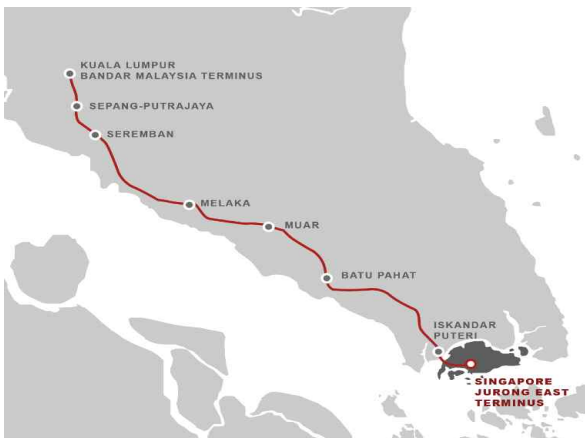 KUALA LUMPUR
BANDAR MALAYSIA TERMINUS
SEPANG-PUTRAJAYA
SEREMBAN
MELAKA
MUAR
BATU PAHAT
ISKANDAR
PUTERI
SINGAPORE
JURONG EAST
TERMINUS